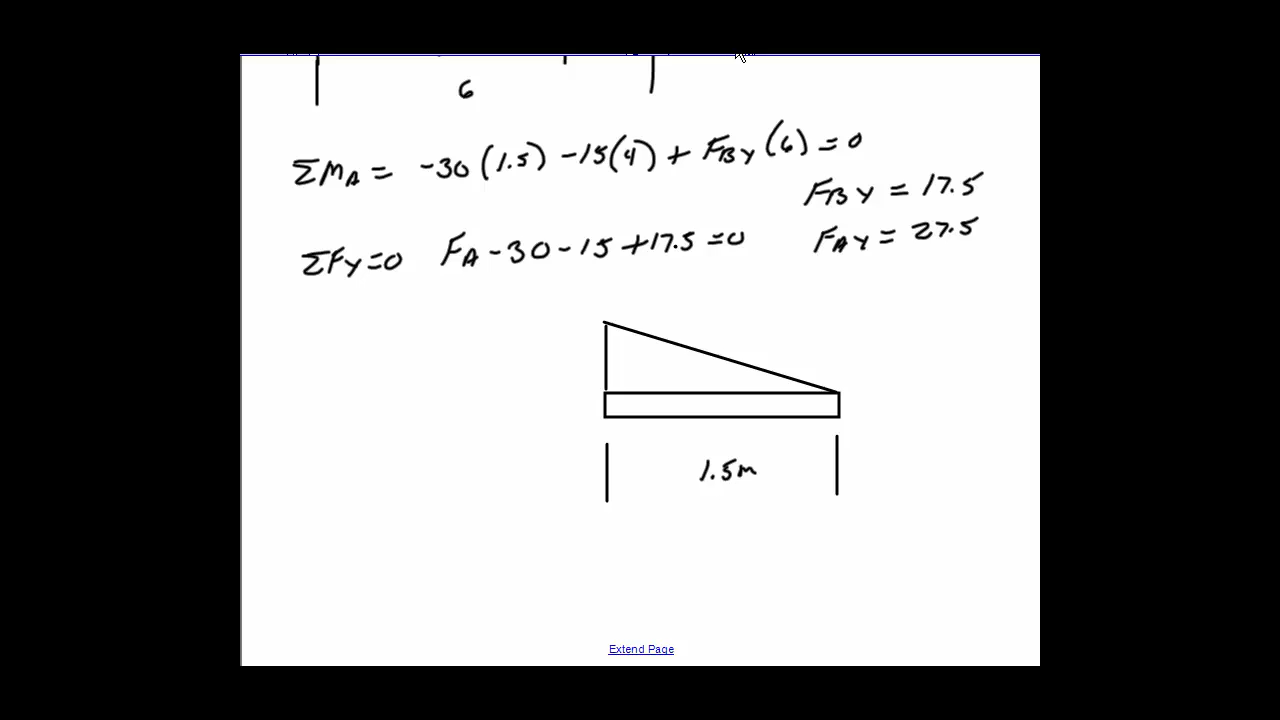 6
ΣMA = -30(1.5) -15(4) + FBY(6) = 0
FBY = 17.5
ΣFY=0 FA -30 -15 +17.5 =0
FAY = 27.5
1.5m
Extend Page